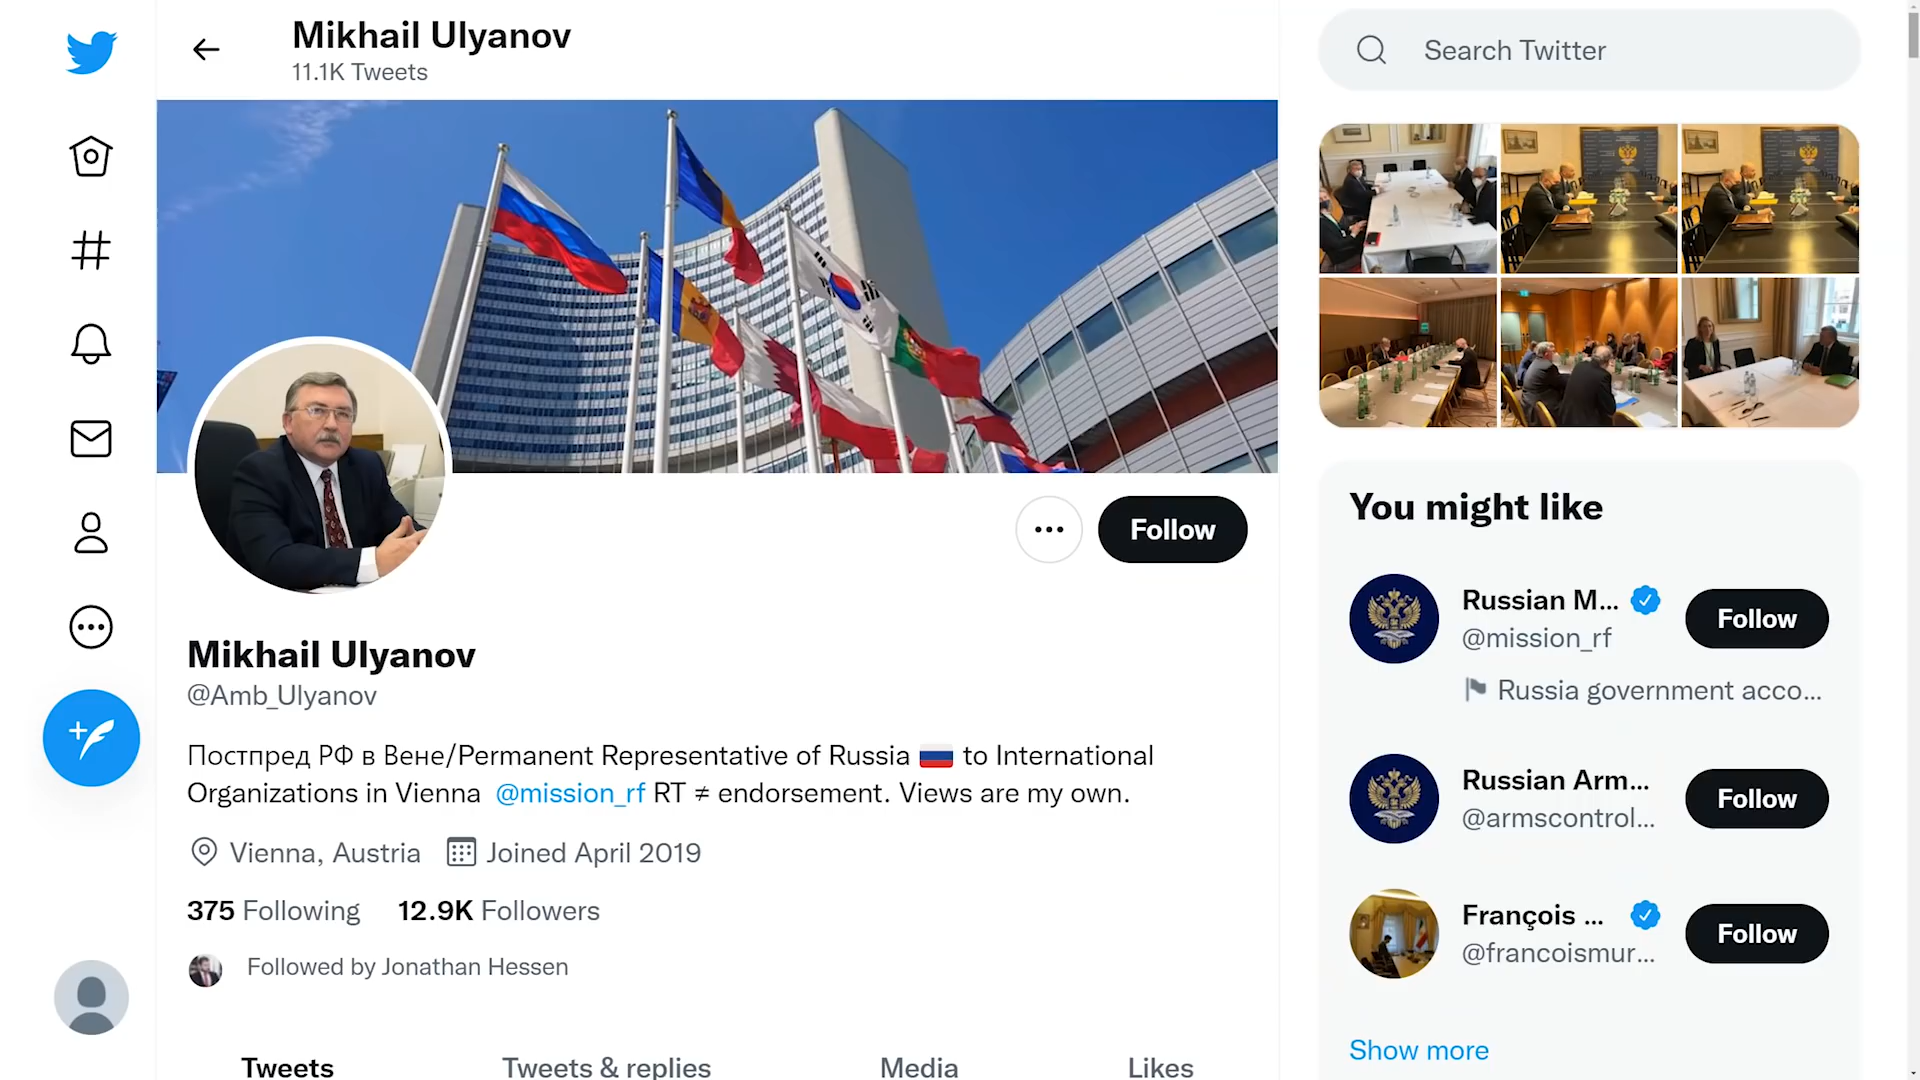 Mikhail Ulyanov
11.1K Tweets
Search Twitter
Follow
Mikhail Ulyanov
@Amb_Ulyanov
Постпред РФ в Вене/Permanent Representative of Russia 🇷🇺 to International
Organizations in Vienna @mission_rf RT ≠ endorsement. Views are my own.
Vienna, Austria Joined April 2019
375 Following 12.9K Followers
Followed by Jonathan Hessen
Tweets Tweets & replies Media Likes
You might like
Russian M...
@mission_rf
Follow
Russia government acco...
Russian Arm...
@armscontrol...
Follow
François ...
@francoismur...
Follow
Show more